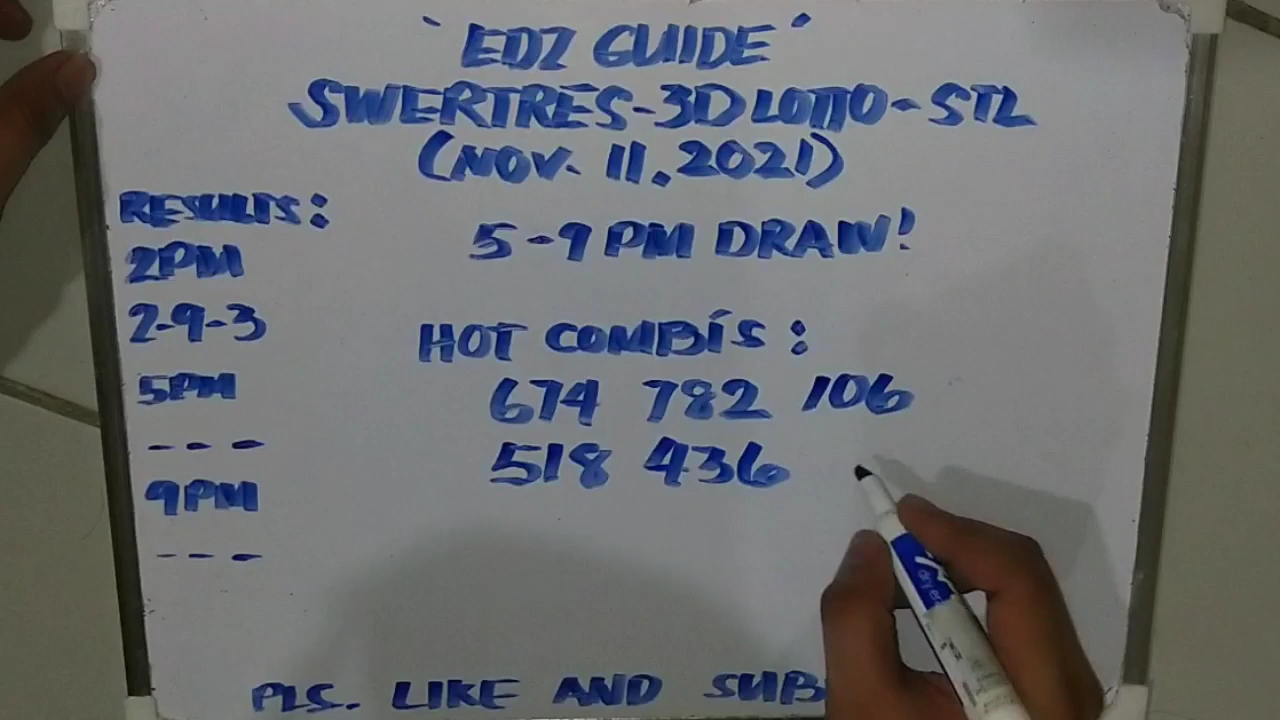 'EDZ GUIDE'
SWERTRES-3D LOTTO-STL
(NOV. 11, 2021)
RESULTS:
2PM
2-9-3
5PM
- - -
9PM
- - -
5-9 PM DRAW!
HOT COMBIS:
674 782 106
518 436
PLS. LIKE AND SUB